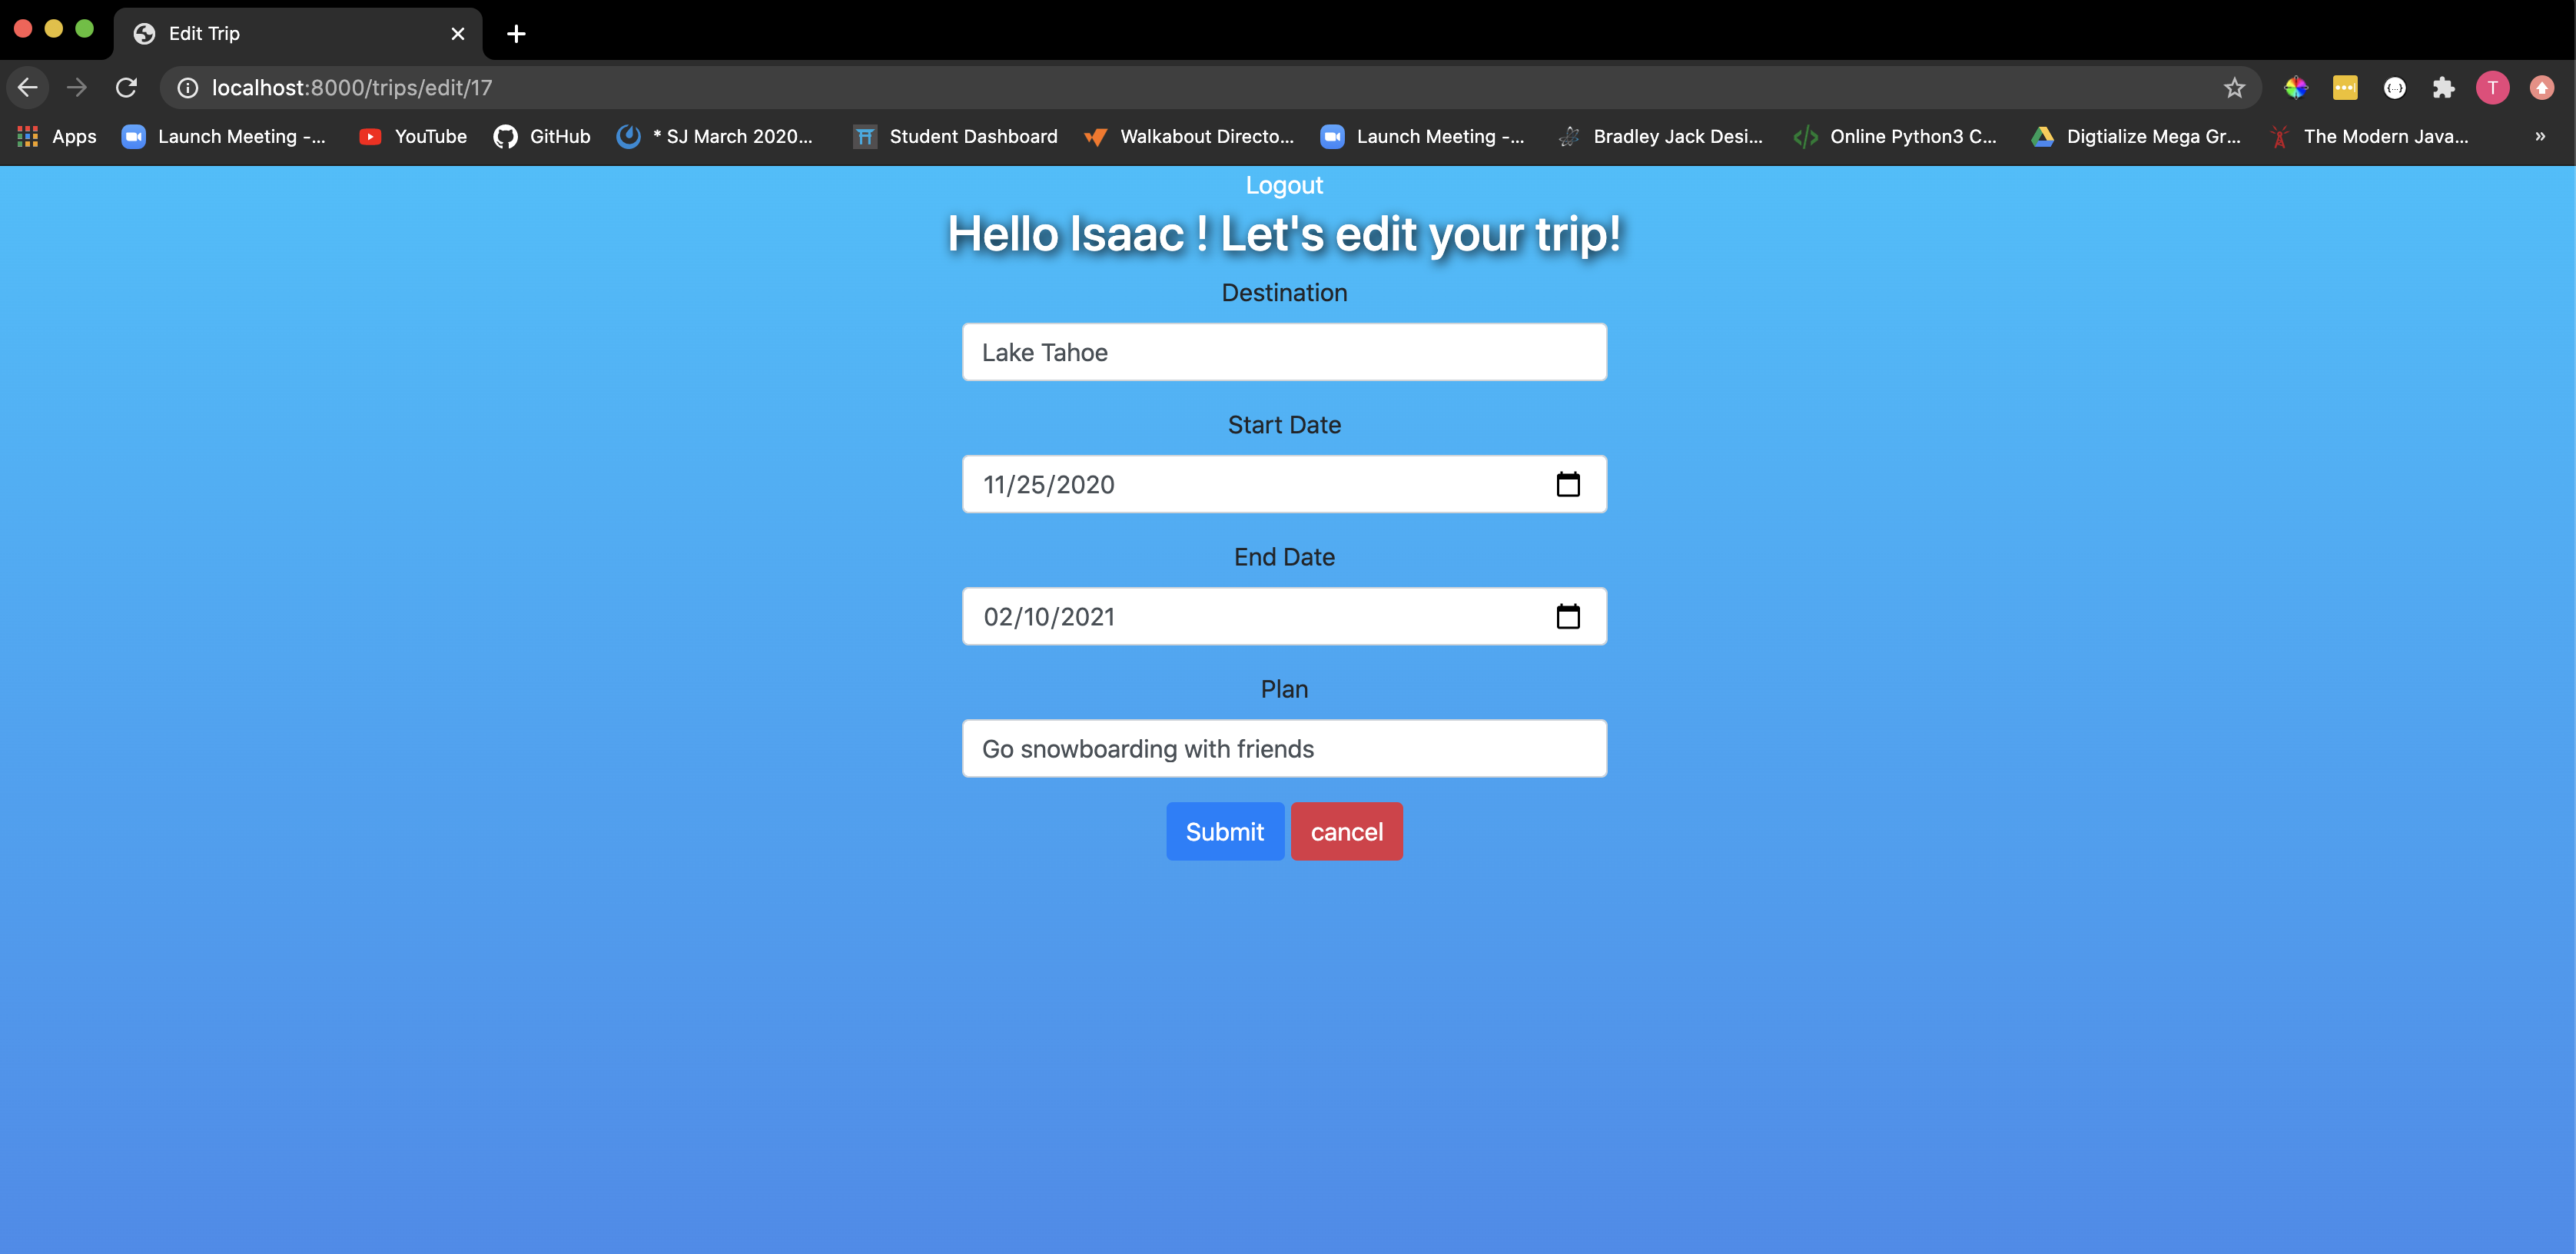 Edit Trip
localhost:8000/trips/edit/17
T
Apps Launch Meeting -... YouTube GitHub * SJ March 2020... Student Dashboard Walkabout Directo... Launch Meeting -... Bradley Jack Desi... Online Python3 C... Digtialize Mega Gr... The Modern Java... »
Logout
Hello Isaac ! Let's edit your trip!
Destination
Lake Tahoe
Start Date
11/25/2020
End Date
02/10/2021
Plan
Go snowboarding with friends
Submit cancel